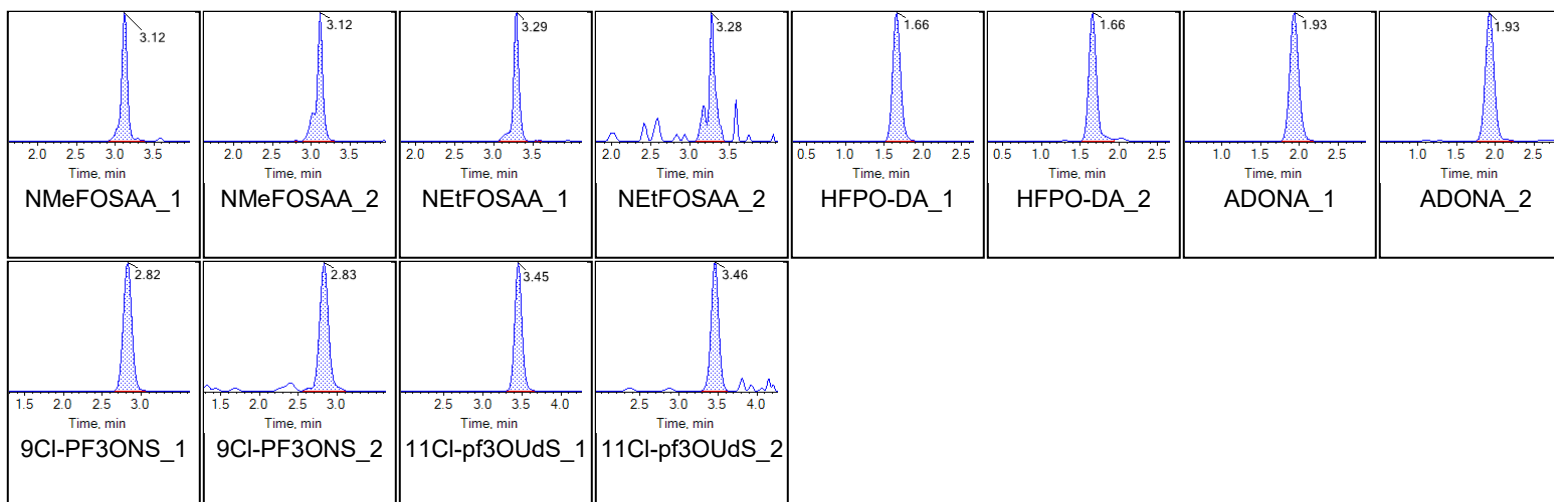 3.12
2.0 2.5 3.0 3.5
Time, min
NMeFOSAA_1
3.12
2.0 2.5 3.0 3.5
Time, min
NMeFOSAA_2
3.29
2.0 2.5 3.0 3.5
Time, min
NEtFOSAA_1
3.28
2.0 2.5 3.0 3.5
Time, min
NEtFOSAA_2
1.66
0.5 1.0 1.5 2.0 2.5
Time, min
HFPO-DA_1
1.66
0.5 1.0 1.5 2.0 2.5
Time, min
HFPO-DA_2
1.93
1.0 1.5 2.0 2.5
Time, min
ADONA_1
1.93
1.0 1.5 2.0 2.5
Time, min
ADONA_2
2.82
1.5 2.0 2.5 3.0
Time, min
9Cl-PF3ONS_1
2.83
1.5 2.0 2.5 3.0
Time, min
9Cl-PF3ONS_2
3.45
2.5 3.0 3.5 4.0
Time, min
11Cl-pf3OUdS_1
3.46
2.5 3.0 3.5 4.0
Time, min
11Cl-pf3OUdS_2